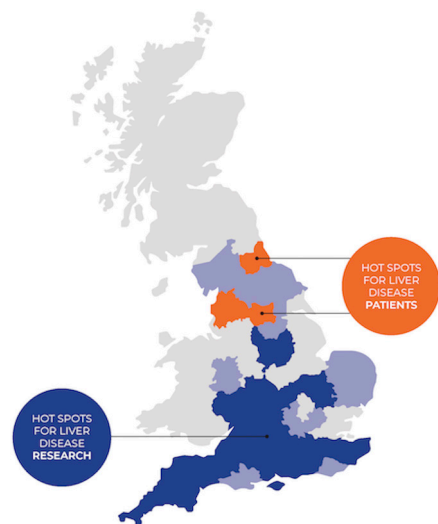 HOT SPOTS
FOR LIVER
DISEASE
PATIENTS
HOT SPOTS
FOR LIVER
DISEASE
RESEARCH